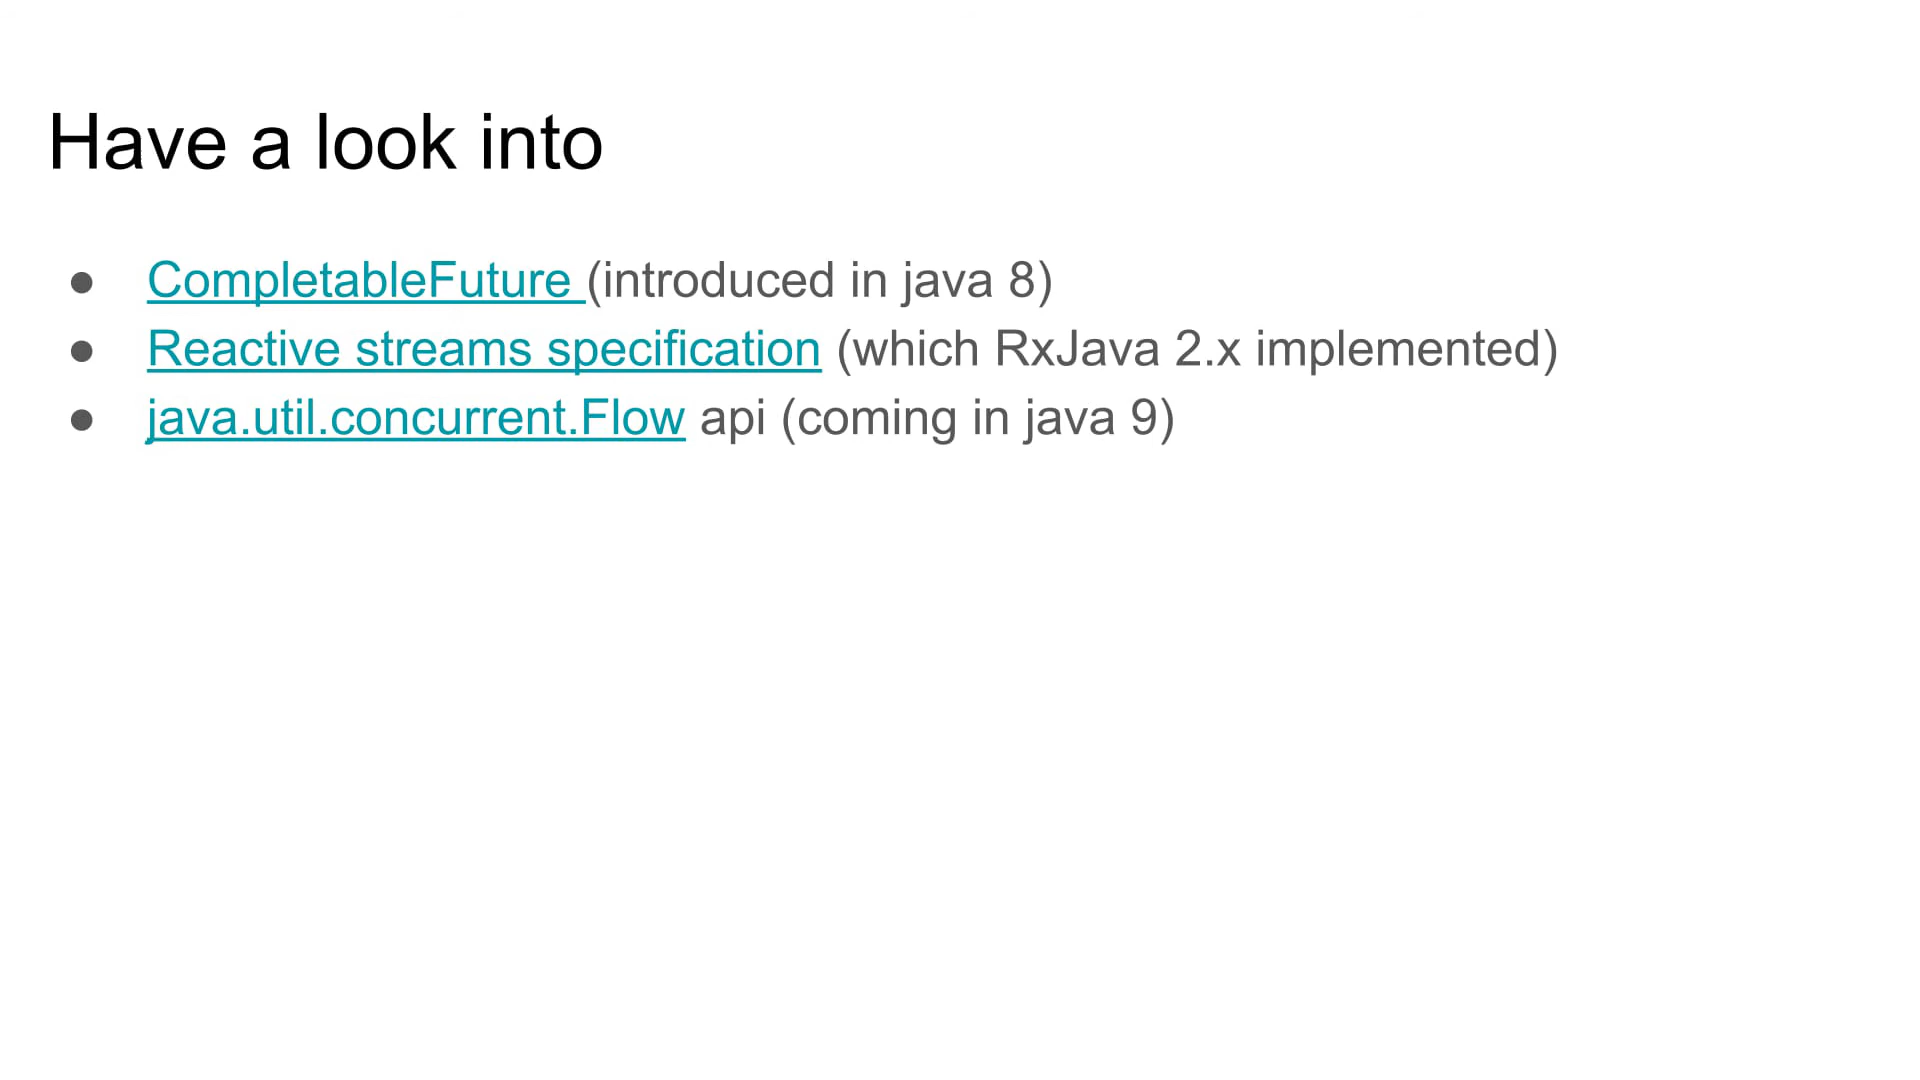 Have a look into
● CompletableFuture (introduced in java 8)
● Reactive streams specification (which RxJava 2.x implemented)
● java.util.concurrent.Flow api (coming in java 9)